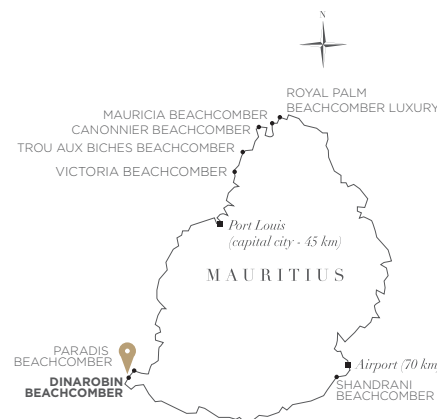 N
ROYAL PALM
BEACHCOMBER LUXURY
MAURICIA BEACHCOMBER
CANONNIER BEACHCOMBER
TROU AUX BICHES BEACHCOMBER
VICTORIA BEACHCOMBER
Port Louis
(capital city - 45 km)
MAURITIUS
PARADIS
BEACHCOMBER
DINAROBIN
BEACHCOMBER
Airport (70 km
SHANDRANI
BEACHCOMBER